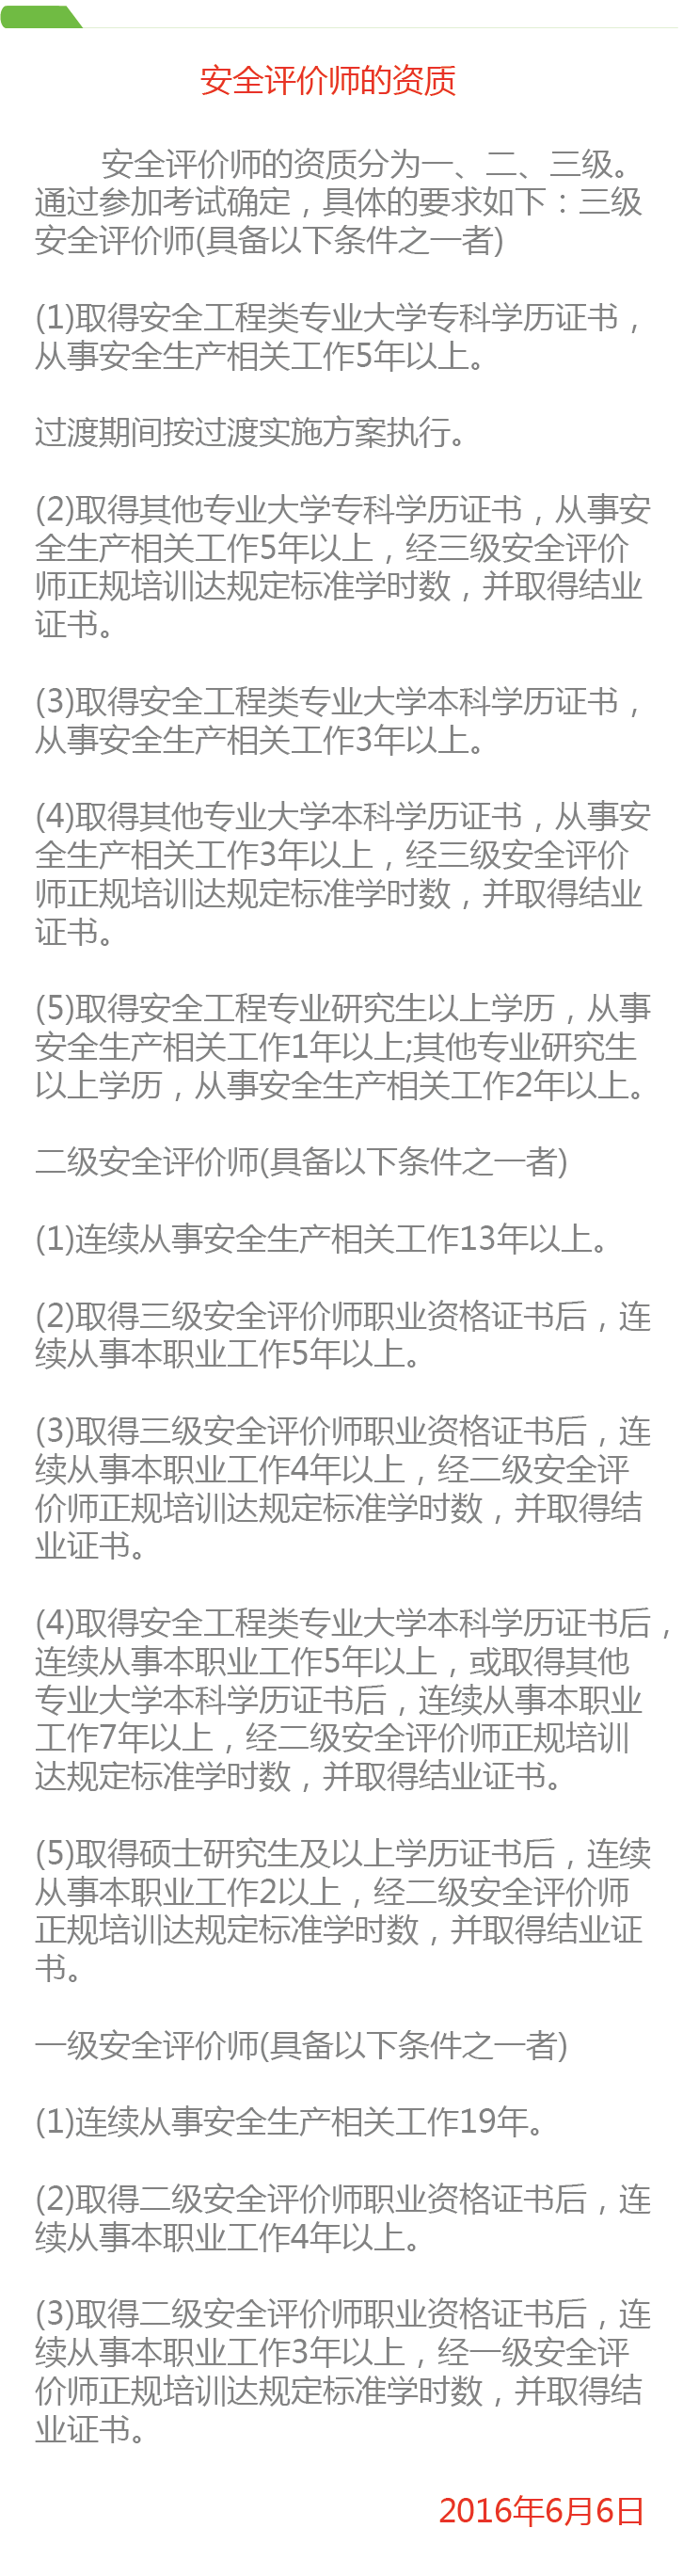 安全评价师的资质
安全评价师的资质分为一、二、三级。
通过参加考试确定，具体的要求如下：三级
安全评价师(具备以下条件之一者)
(1)取得安全工程类专业大学专科学历证书，
从事安全生产相关工作5年以上。
过渡期间按过渡实施方案执行。
(2)取得其他专业大学专科学历证书，从事安
全生产相关工作5年以上，经三级安全评价
师正规培训达规定标准学时数，并取得结业
证书。
(3)取得安全工程类专业大学本科学历证书，
从事安全生产相关工作3年以上。
(4)取得其他专业大学本科学历证书，从事安
全生产相关工作3年以上，经三级安全评价
师正规培训达规定标准学时数，并取得结业
证书。
(5)取得安全工程专业研究生以上学历，从事
安全生产相关工作1年以上;其他专业研究生
以上学历，从事安全生产相关工作2年以上。
二级安全评价师(具备以下条件之一者)
(1)连续从事安全生产相关工作13年以上。
(2)取得三级安全评价师职业资格证书后，连
续从事本职业工作5年以上。
(3)取得三级安全评价师职业资格证书后，连
续从事本职业工作4年以上，经二级安全评
价师正规培训达规定标准学时数，并取得结
业证书。
(4)取得安全工程类专业大学本科学历证书后，
连续从事本职业工作5年以上，或取得其他
专业大学本科学历证书后，连续从事本职业
工作7年以上，经二级安全评价师正规培训
达规定标准学时数，并取得结业证书。
(5)取得硕士研究生及以上学历证书后，连续
从事本职业工作2以上，经二级安全评价师
正规培训达规定标准学时数，并取得结业证
书。
一级安全评价师(具备以下条件之一者)
(1)连续从事安全生产相关工作19年。
(2)取得二级安全评价师职业资格证书后，连
续从事本职业工作4年以上。
(3)取得二级安全评价师职业资格证书后，连
续从事本职业工作3年以上，经一级安全评
价师正规培训达规定标准学时数，并取得结
业证书。
2016年6月6日